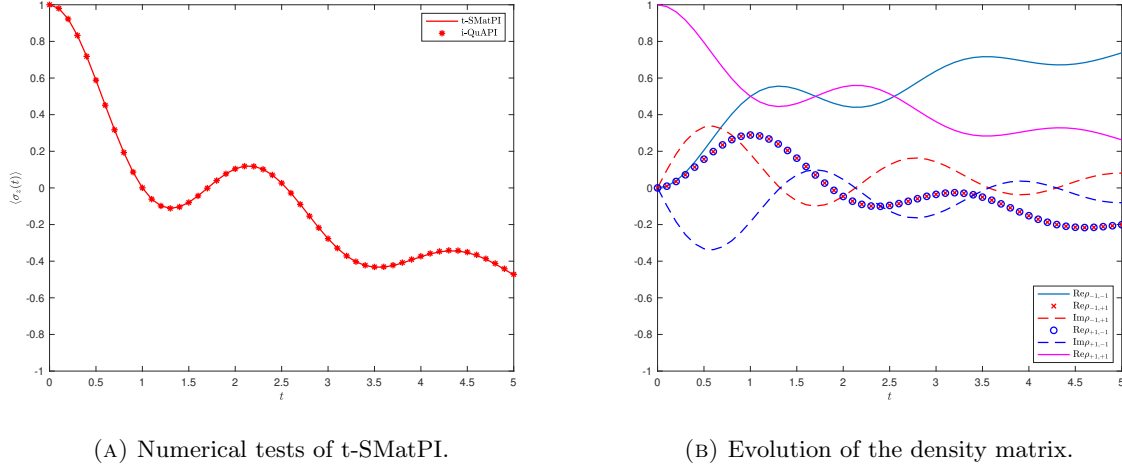 1
0.8
0.6
0.4
0.2
0
-0.2
-0.4
-0.6
-0.8
-1
⟨σz(t)⟩
0 0.5 1 1.5 2 2.5 3 3.5 4 4.5 5
t
t-SMatPI
i-QuAPI
(A) Numerical tests of t-SMatPI.
1
0.8
0.6
0.4
0.2
0
-0.2
-0.4
-0.6
-0.8
-1
0 0.5 1 1.5 2 2.5 3 3.5 4 4.5 5
t
Reρ−1,−1
Reρ−1,+1
Imρ−1,+1
Reρ+1,−1
Imρ+1,−1
Reρ+1,+1
(B) Evolution of the density matrix.